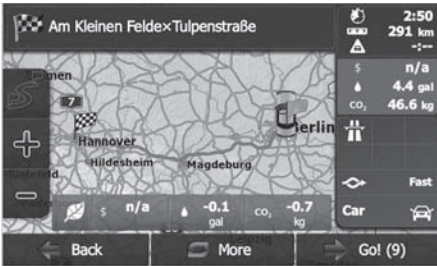 Am Kleinen Felde×Tulpenstraße
2:50
291 km
-:--
$ n/a
4.4 gal
CO₂ 46.6 kg
7
Hannover
Berlin
Hildesheim
Magdeburg
$ n/a
-0.1 gal
CO₂ -0.7 kg
Fast
Car
Back
More
Go! (9)